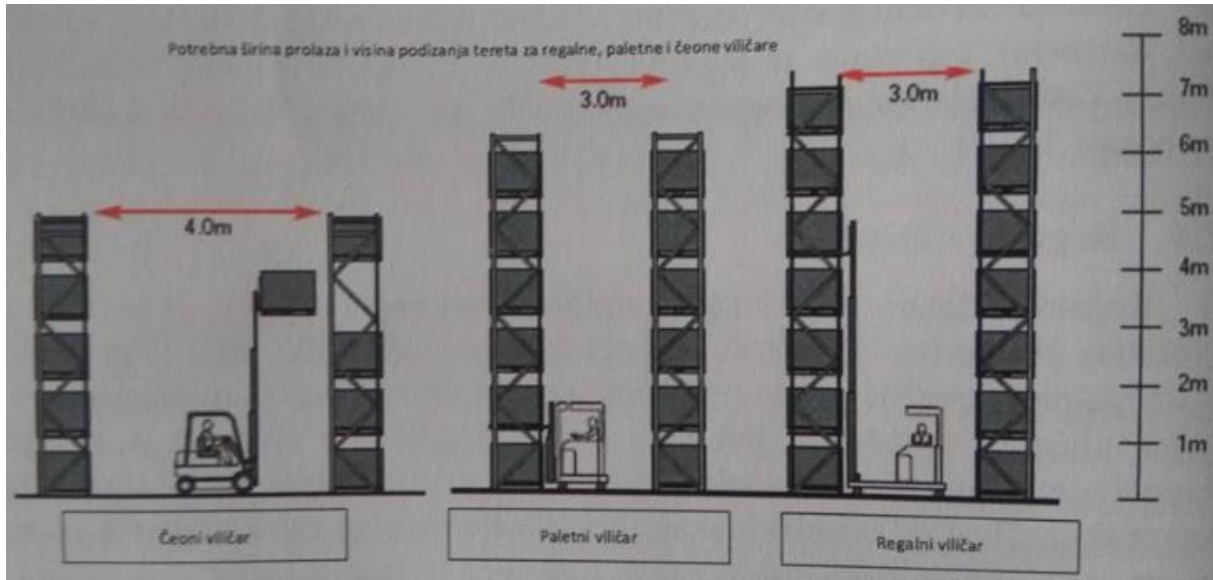 Potrebna širina prolaza i visina podizanja tereta za regalne, paletne i čeone viličare
4.0m
3.0m
3.0m
8m
7m
6m
5m
4m
3m
2m
1m
Čeoni viličar
Paletni viličar
Regalni viličar